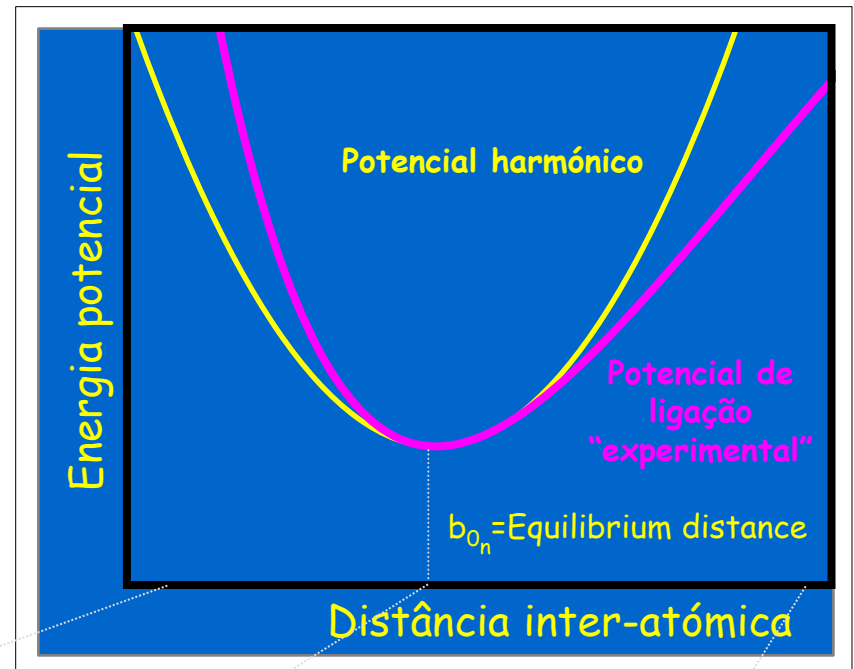 Energia potencial
Potencial harmónico
Potencial de
ligação
“experimental”
b₀ₙ=Equilibrium distance
Distância inter-atómica